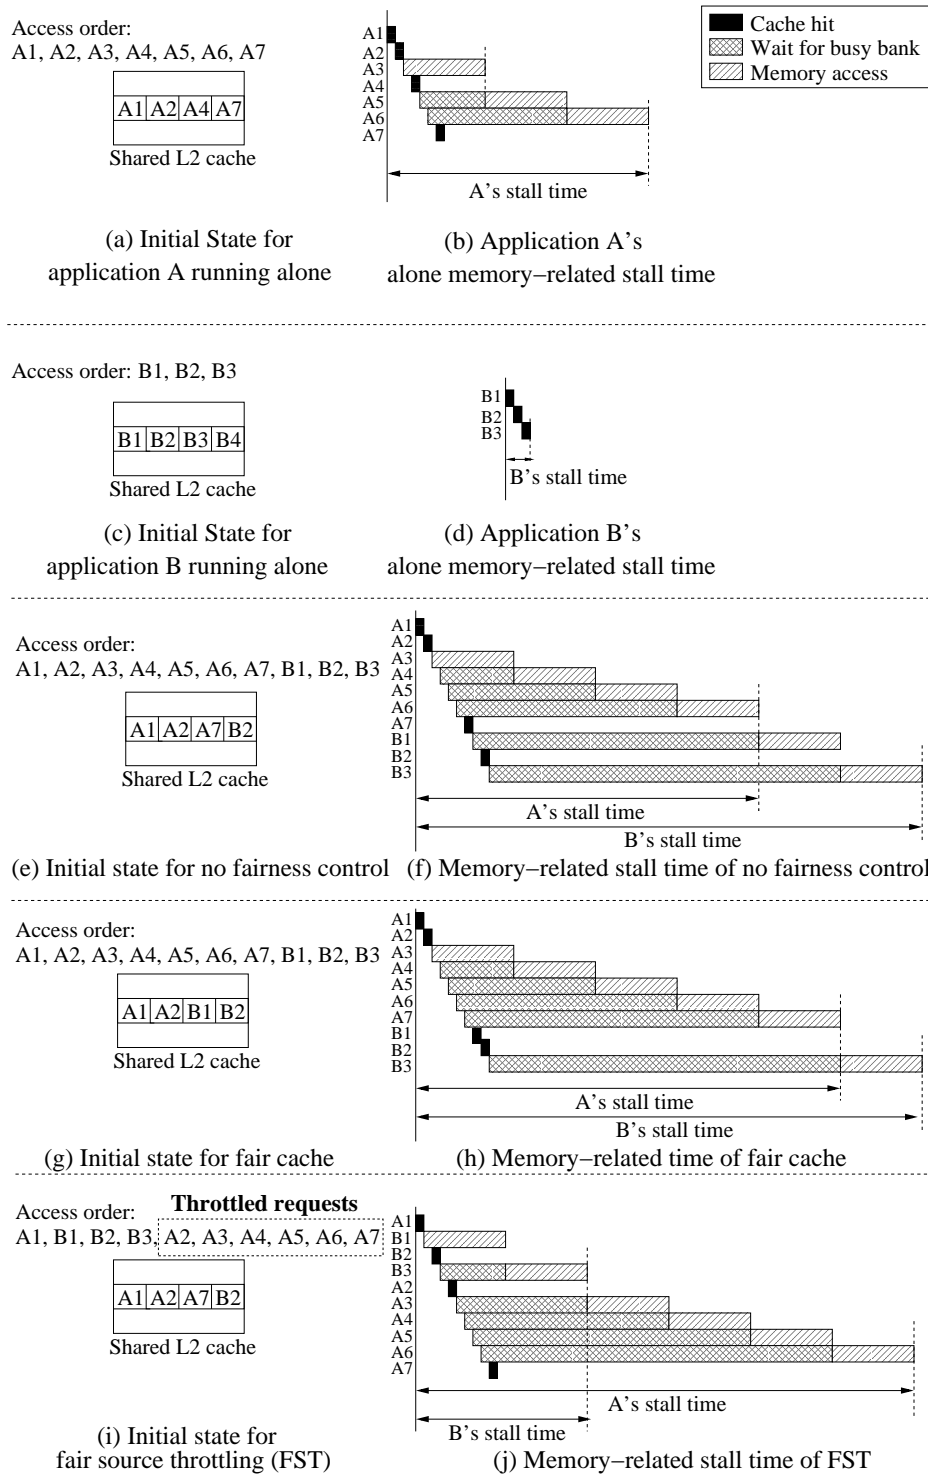 Access order:
A1, A2, A3, A4, A5, A6, A7
A1 A2 A4 A7
Shared L2 cache
A1
A2
A3
A4
A5
A6
A7
A's stall time
Cache hit
Wait for busy bank
Memory access
(a) Initial State for
application A running alone
(b) Application A's
alone memory−related stall time
Access order: B1, B2, B3
B1 B2 B3 B4
Shared L2 cache
B1
B2
B3
B's stall time
(c) Initial State for
application B running alone
(d) Application B's
alone memory−related stall time
Access order:
A1, A2, A3, A4, A5, A6, A7, B1, B2, B3
A1 A2 A7 B2
Shared L2 cache
A1
A2
A3
A4
A5
A6
A7
B1
B2
B3
A's stall time
B's stall time
(e) Initial state for no fairness control
(f) Memory−related stall time of no fairness control
Access order:
A1, A2, A3, A4, A5, A6, A7, B1, B2, B3
A1 A2 B1 B2
Shared L2 cache
A1
A2
A3
A4
A5
A6
A7
B1
B2
B3
A's stall time
B's stall time
(g) Initial state for fair cache
(h) Memory−related time of fair cache
Throttled requests
Access order:
A1, B1, B2, B3, A2, A3, A4, A5, A6, A7
A1 A2 A7 B2
Shared L2 cache
A1
B1
B2
B3
A2
A3
A4
A5
A6
A7
A's stall time
B's stall time
(i) Initial state for
fair source throttling (FST)
(j) Memory-related stall time of FST